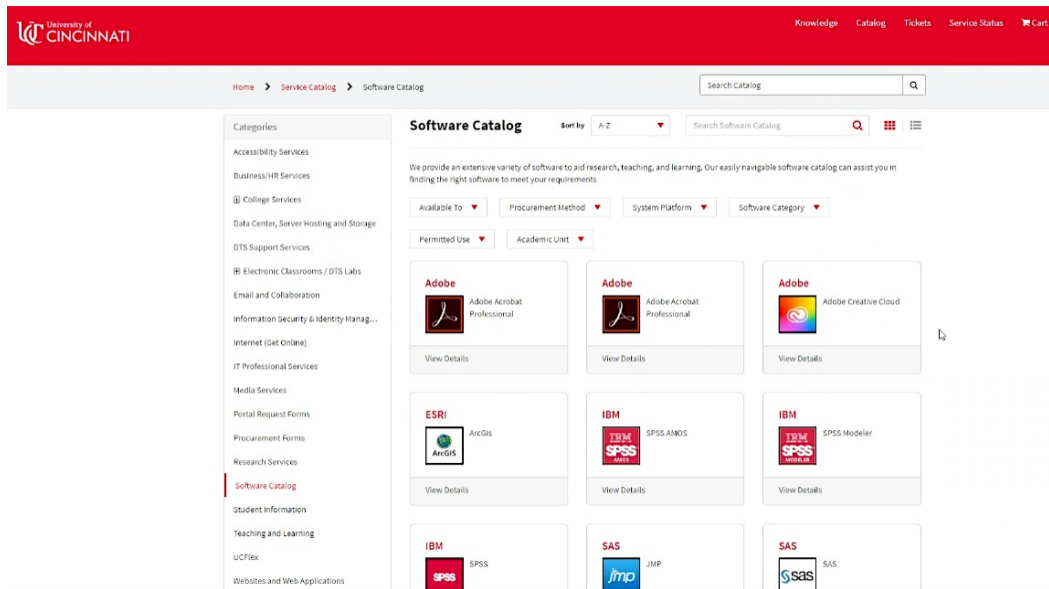 University of
CINCINNATI
Knowledge Catalog Tickets Service Status Cart
Home > Service Catalog > Software Catalog
Search Catalog
Categories
Accessibility Services
Business/HR Services
College Services
Data Center, Server Hosting and Storage
DTS Support Services
Electronic Classrooms / DTS Labs
Email and Collaboration
Information Security & Identity Manag...
Internet (Get Online)
IT Professional Services
Media Services
Portal Request Forms
Procurement Forms
Research Services
Software Catalog
Student Information
Teaching and Learning
UCFlex
Websites and Web Applications
Software Catalog
Sort by A-Z
Search Software Catalog
We provide an extensive variety of software to aid research, teaching, and learning. Our easily navigable software catalog can assist you in
finding the right software to meet your requirements
Available To Procurement Method System Platform Software Category
Permitted Use Academic Unit
Adobe
Adobe Acrobat
Professional
View Details
Adobe
Adobe Acrobat
Professional
View Details
Adobe
Adobe Creative Cloud
View Details
ESRI
ArcGIS
ArcGis
View Details
IBM
IBM
SPSS
AMOS
SPSS AMOS
View Details
IBM
IBM
SPSS
MODELER
SPSS Modeler
View Details
IBM
SPSS
SPSS
SAS
jmp
JMP
SAS
sas
SAS